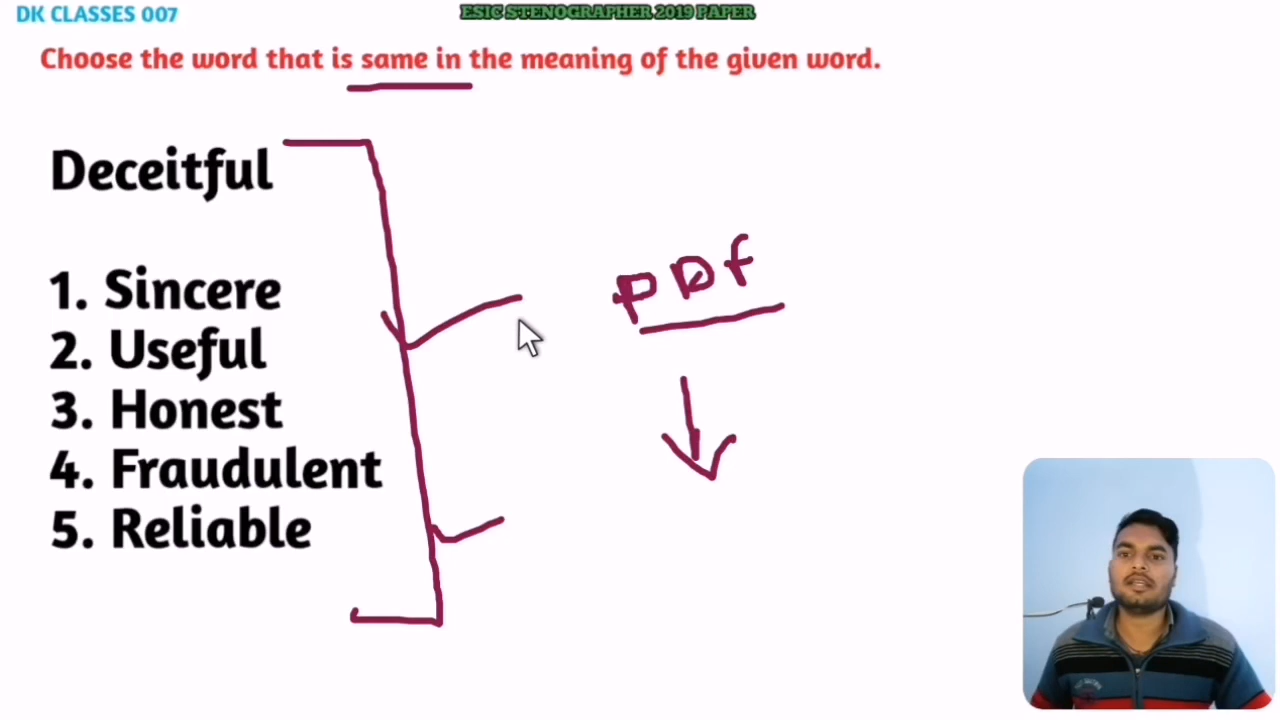 DK CLASSES 007
ESIC STENOGRAPHER 2019 PAPER
Choose the word that is same in the meaning of the given word.
Deceitful
1. Sincere
2. Useful
3. Honest
4. Fraudulent
5. Reliable
PDf